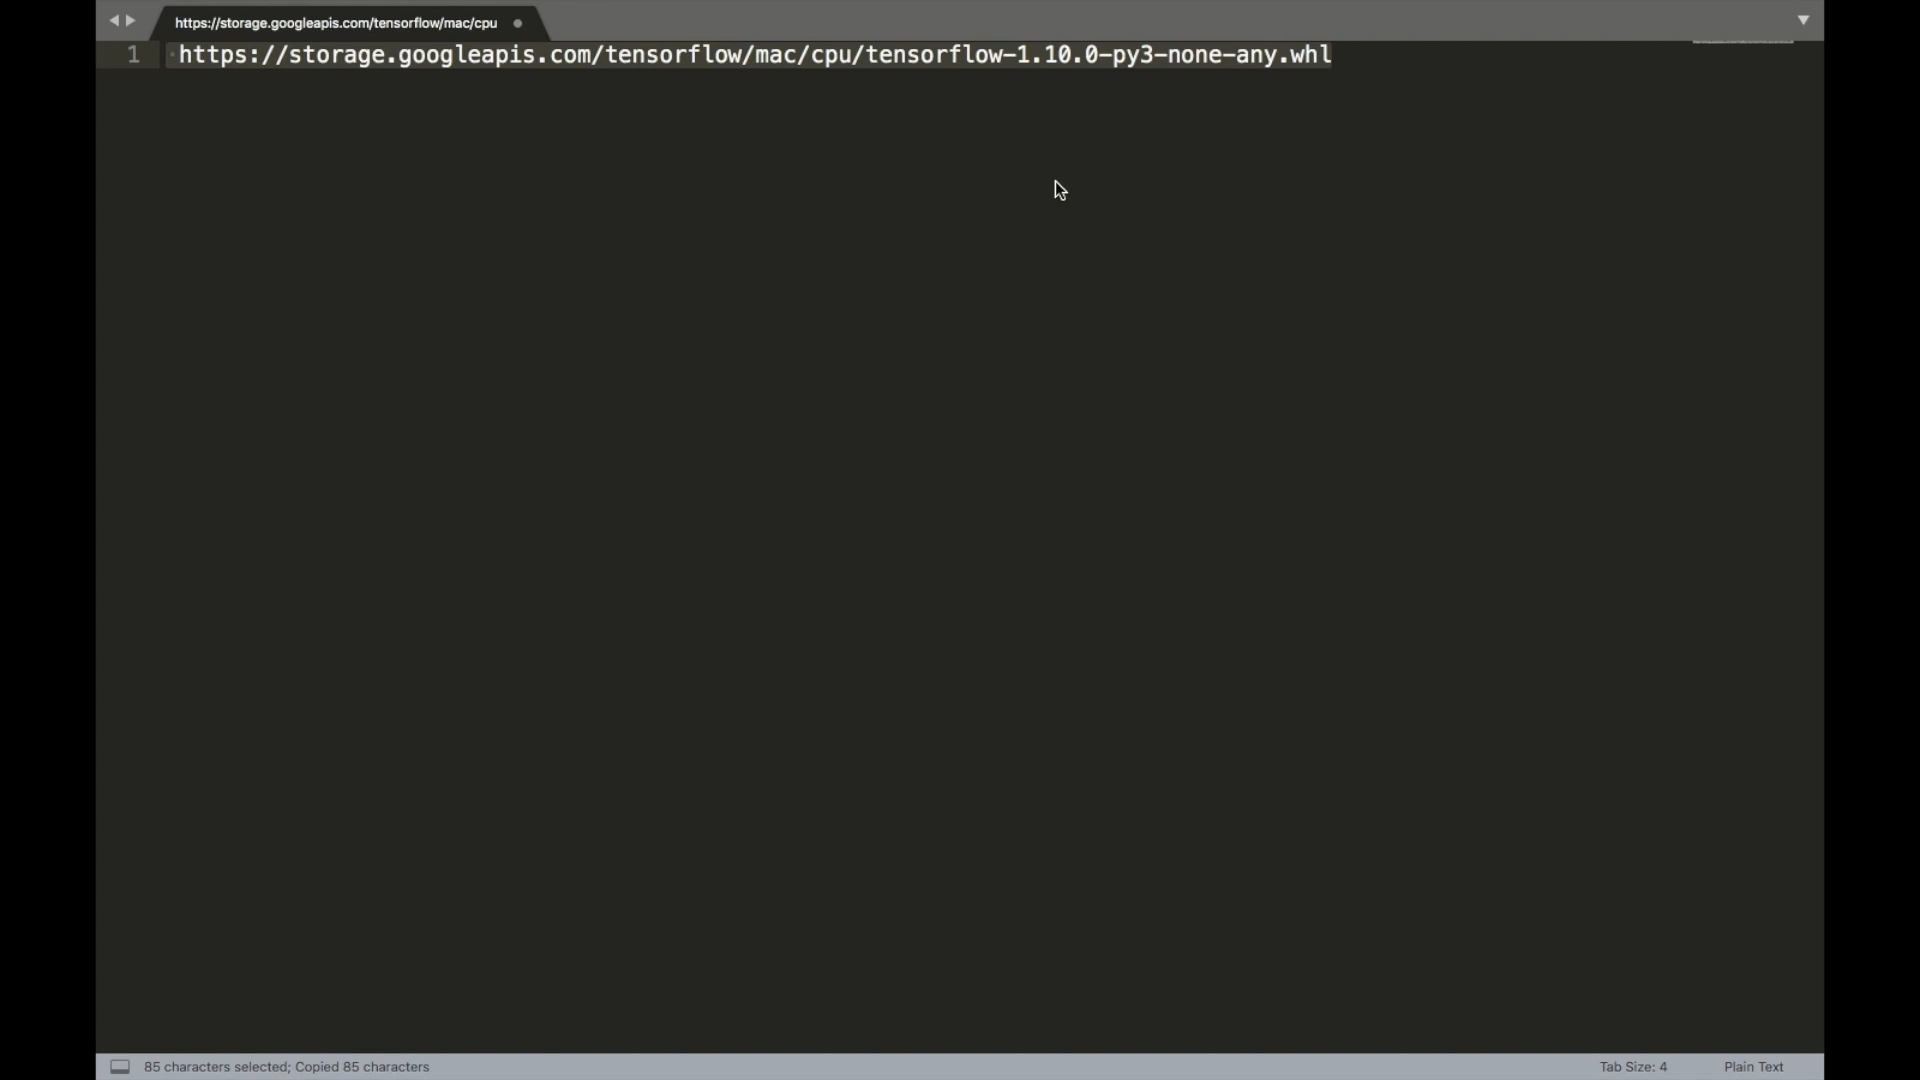 https://storage.googleapis.com/tensorflow/mac/cpu
1 https://storage.googleapis.com/tensorflow/mac/cpu/tensorflow-1.10.0-py3-none-any.whl
85 characters selected; Copied 85 characters Tab Size: 4 Plain Text